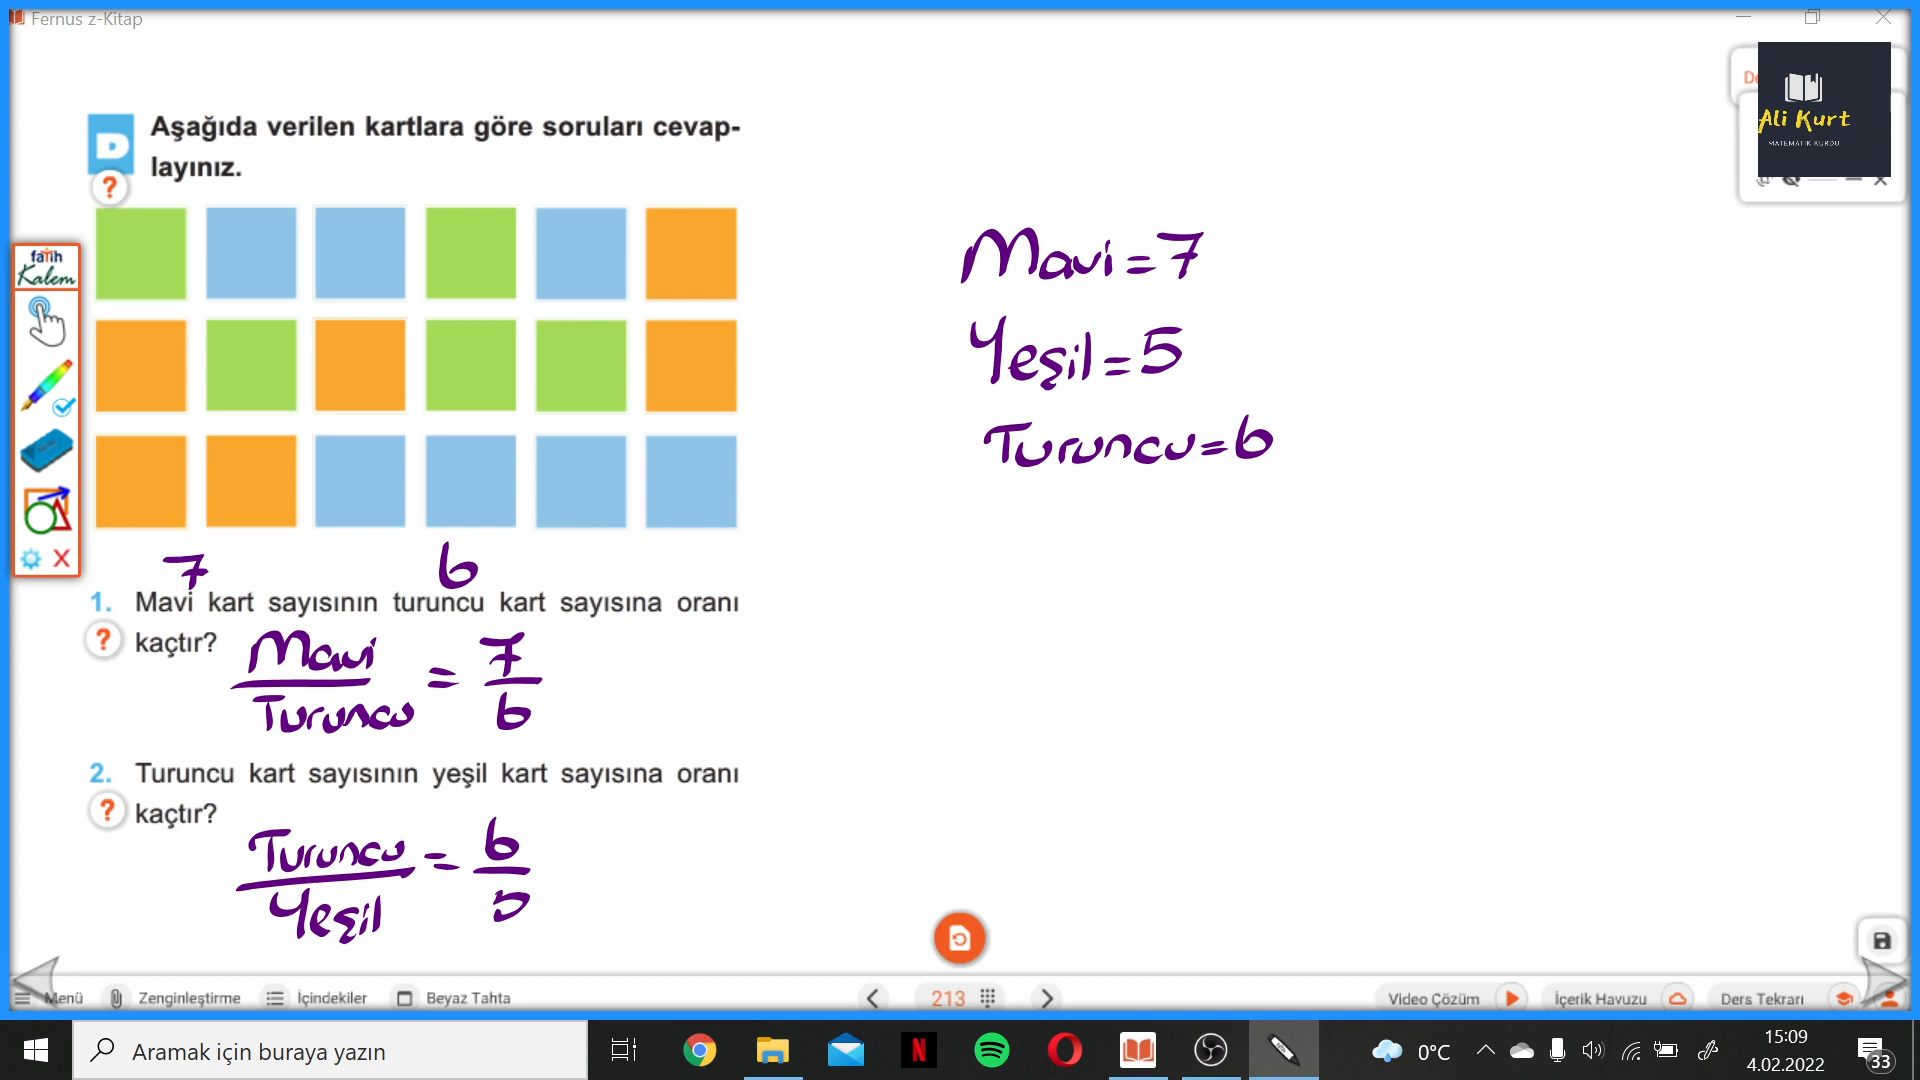 Fernus z-Kitap
De
Ali Kurt
MATEMATİK KURDU
D
Aşağıda verilen kartlara göre soruları cevap-
layınız.
?
fatih
Kalem
Mavi = 7
Yeşil = 5
Turuncu = 6
7 6
1. Mavi kart sayısının turuncu kart sayısına oranı
? kaçtır?
Mavi
Turuncu
=
7
6
2. Turuncu kart sayısının yeşil kart sayısına oranı
? kaçtır?
Turuncu
Yeşil
=
6
5
Menü Zenginleştirme İçindekiler Beyaz Tahta 213 Video Çözüm İçerik Havuzu Ders Tekrarı
Aramak için buraya yazın
N
0°C
15:09
4.02.2022
33